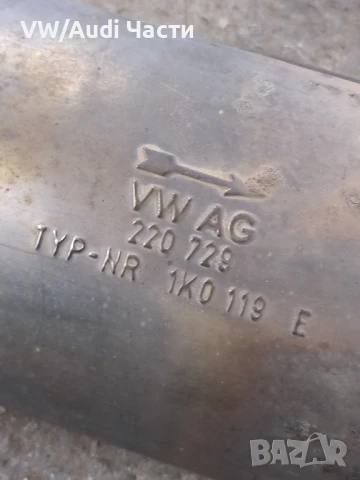 VW/Audi Части
VW AG
220 729
TYP-NR 1K0 119 E
BAZAR